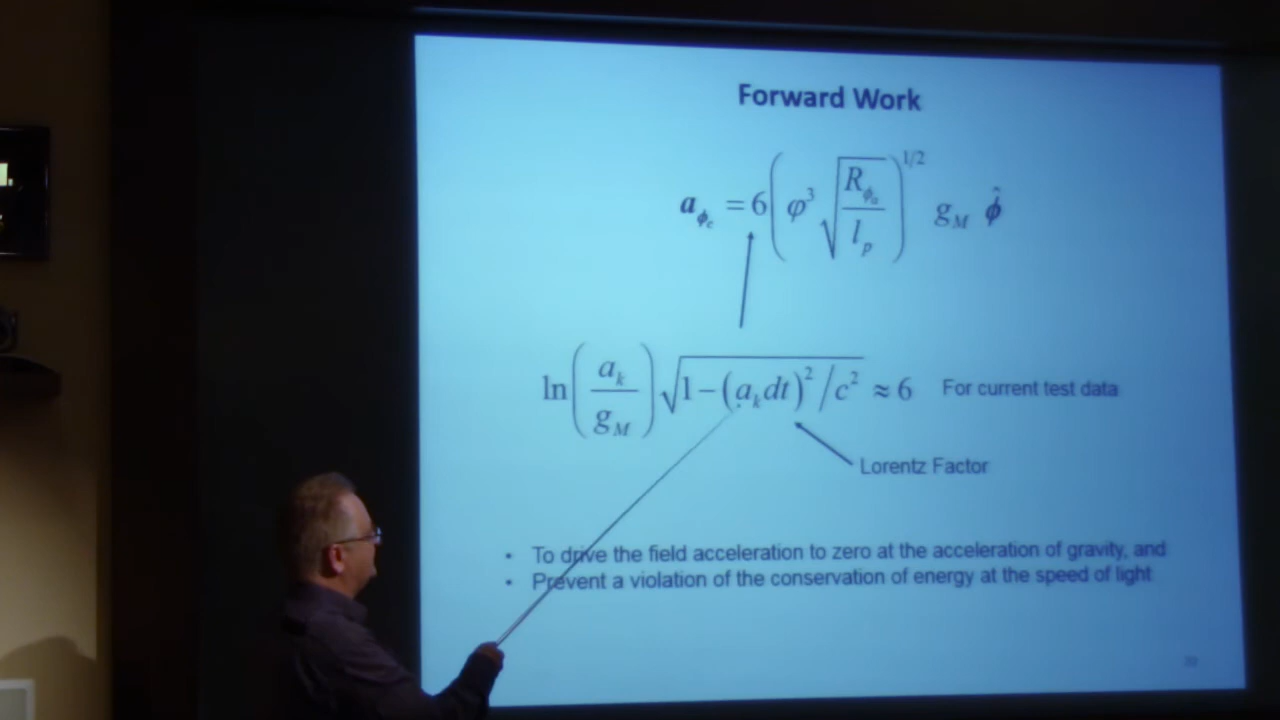 Forward Work
a_ϕc = 6 ( φ³ √(R_ϕa / l_p) )^1/2 g_M ϕ̂
ln( a_k / g_M ) √(1 − (a_k dt)² / c²) ≈ 6 For current test data
Lorentz Factor
• To drive the field acceleration to zero at the acceleration of gravity, and
• Prevent a violation of the conservation of energy at the speed of light